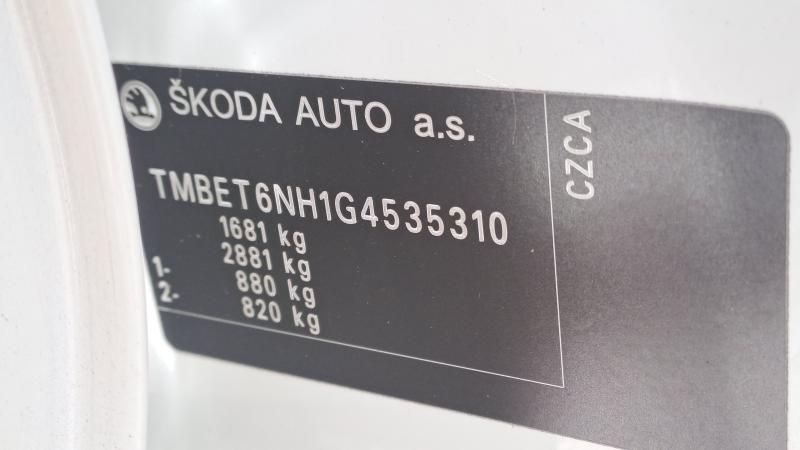 ŠKODA AUTO a.s.
TMBET6NH1G4535310
1681 kg
2881 kg
1- 880 kg
2- 820 kg
CZCA